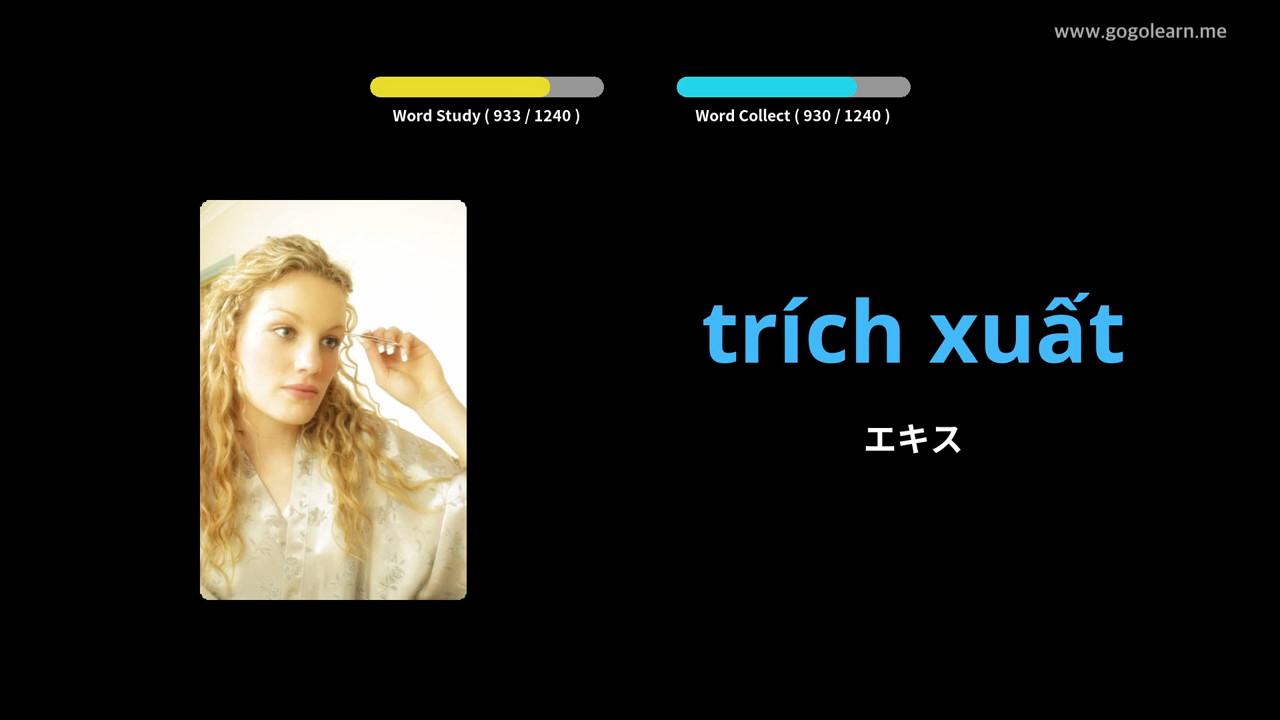 www.gogolearn.me
Word Study ( 933 / 1240 )
Word Collect ( 930 / 1240 )
trích xuất
エキス